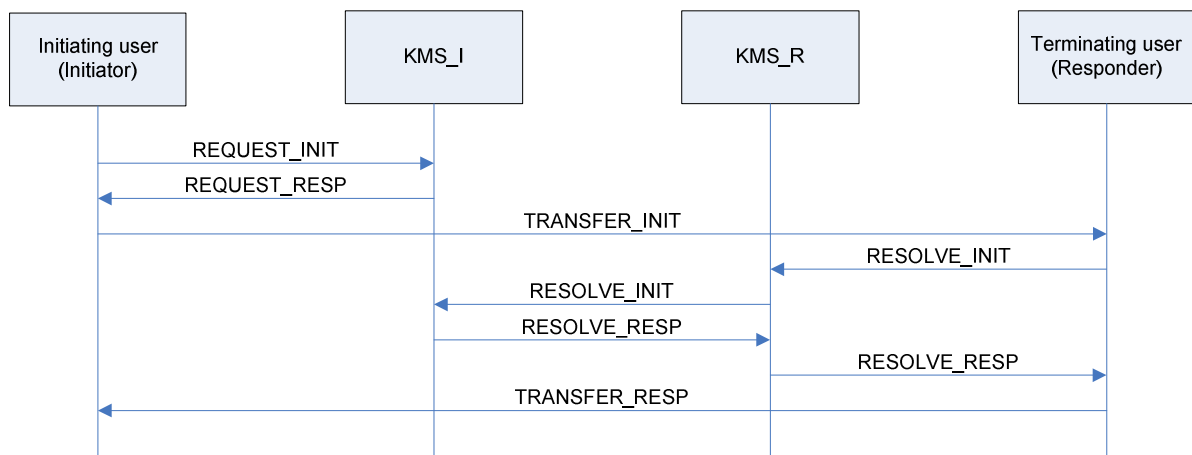 Initiating user
(Initiator)
KMS_I
KMS_R
Terminating user
(Responder)
REQUEST_INIT
REQUEST_RESP
TRANSFER_INIT
RESOLVE_INIT
RESOLVE_INIT
RESOLVE_RESP
RESOLVE_RESP
TRANSFER_RESP